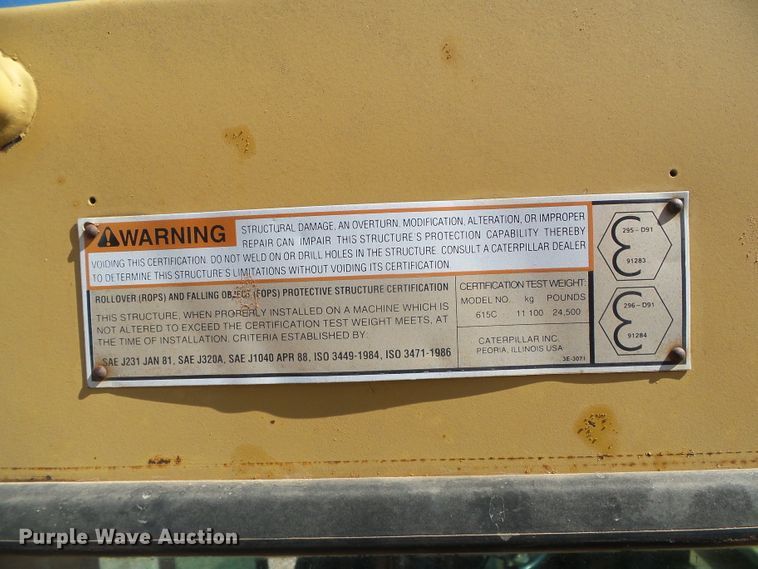 WARNING
STRUCTURAL DAMAGE, AN OVERTURN, MODIFICATION, ALTERATION, OR IMPROPER
REPAIR CAN IMPAIR THIS STRUCTURE'S PROTECTION CAPABILITY THEREBY
VOIDING THIS CERTIFICATION. DO NOT WELD ON OR DRILL HOLES IN THE STRUCTURE. CONSULT A CATERPILLAR DEALER
TO DETERMINE THIS STRUCTURE'S LIMITATIONS WITHOUT VOIDING ITS CERTIFICATION.
ROLLOVER (ROPS) AND FALLING OBJECT (FOPS) PROTECTIVE STRUCTURE CERTIFICATION
THIS STRUCTURE, WHEN PROPERLY INSTALLED ON A MACHINE WHICH IS
NOT ALTERED TO EXCEED THE CERTIFICATION TEST WEIGHT MEETS, AT
THE TIME OF INSTALLATION, CRITERIA ESTABLISHED BY:
SAE J231 JAN 81, SAE J320A, SAE J1040 APR 88, ISO 3449-1984, ISO 3471-1986
CERTIFICATION TEST WEIGHT:
MODEL NO. kg POUNDS
615C 11 100 24,500
CATERPILLAR INC.
PEORIA, ILLINOIS USA
3E-3071
295-D91
91283
296-D91
91284
Purple Wave Auction